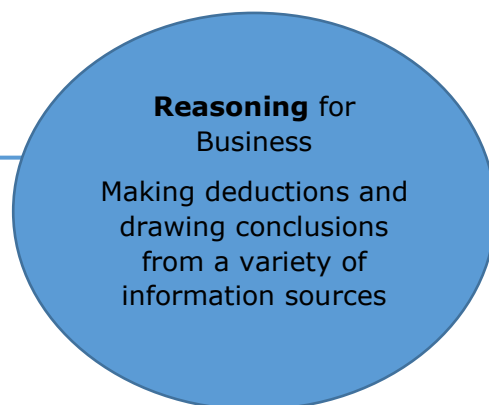 Reasoning for
Business
Making deductions and
drawing conclusions
from a variety of
information sources